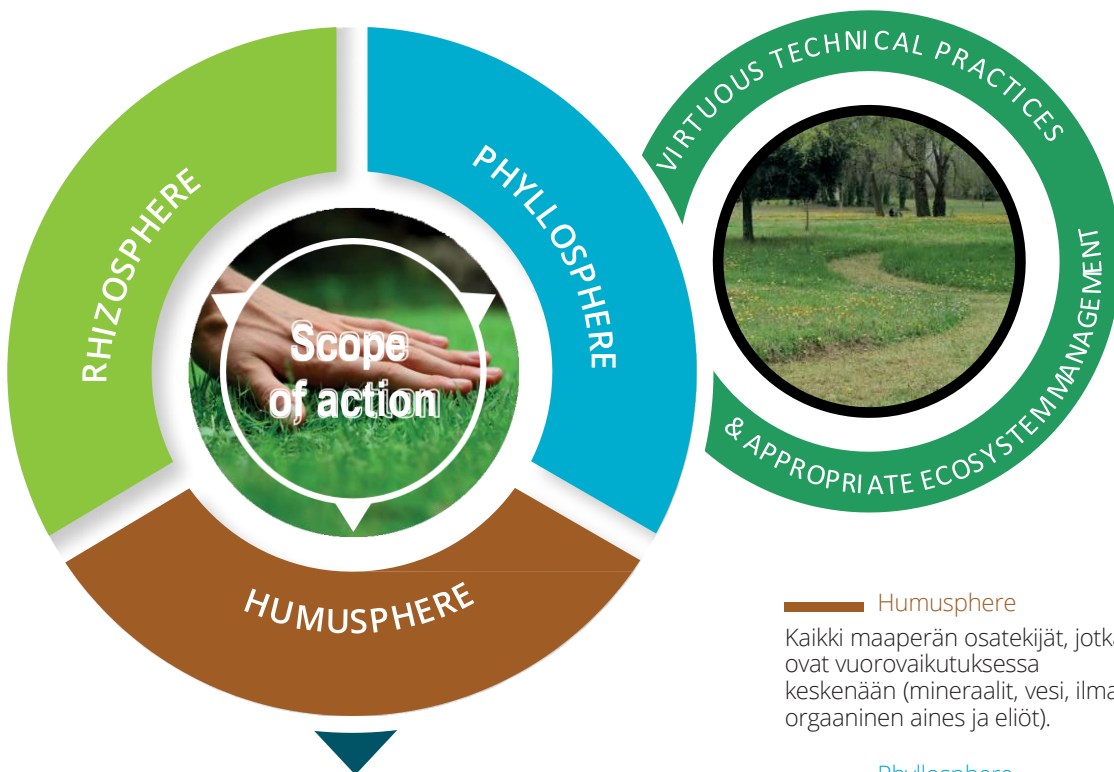 RHIZOSPHERE
PHYLLOSPHERE
HUMUSPHERE
Scope
of action
VIRTUOUS TECHNICAL PRACTICES
& APPROPRIATE ECOSYSTEM MANAGEMENT
Humusphere
Kaikki maaperän osatekijät, jotka
ovat vuorovaikutuksessa
keskenään (mineraalit, vesi, ilma
orgaaninen aines ja eliöt).
Phyllosphere